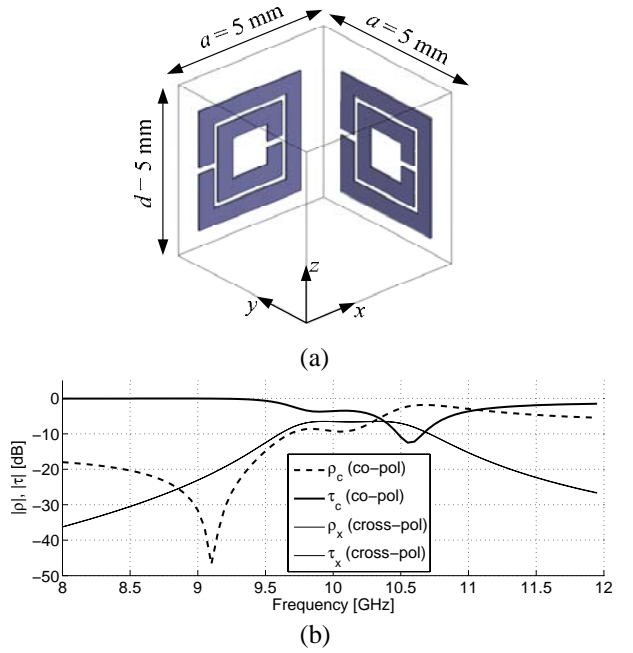 a = 5 mm
a = 5 mm
d = 5 mm
z
y
x
(a)
0
−10
−20
−30
−40
−50
|ρ|, |τ| [dB]
ρc (co−pol)
τc (co−pol)
ρx (cross−pol)
τx (cross−pol)
8 8.5 9 9.5 10 10.5 11 11.5 12
Frequency [GHz]
(b)